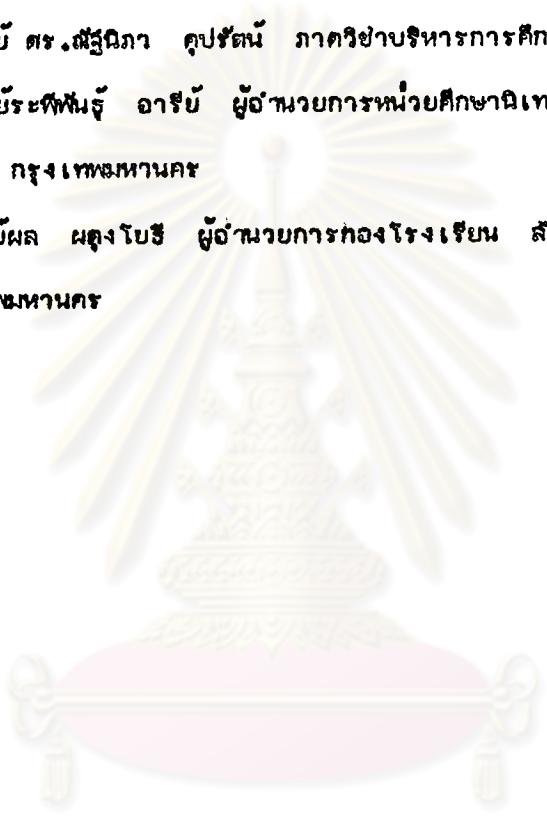 ย์ ดร.ณัฐนิภา คุปรัตน์ ภาควิชาบริหารการศึก
ย์ระพีพันธุ์ อารีย์ ผู้อำนวยการหน่วยศึกษานิเท
กรุงเทพมหานคร
ผดุงโบธิ ผู้อำนวยการกองโรงเรียน สั
พมหานคร